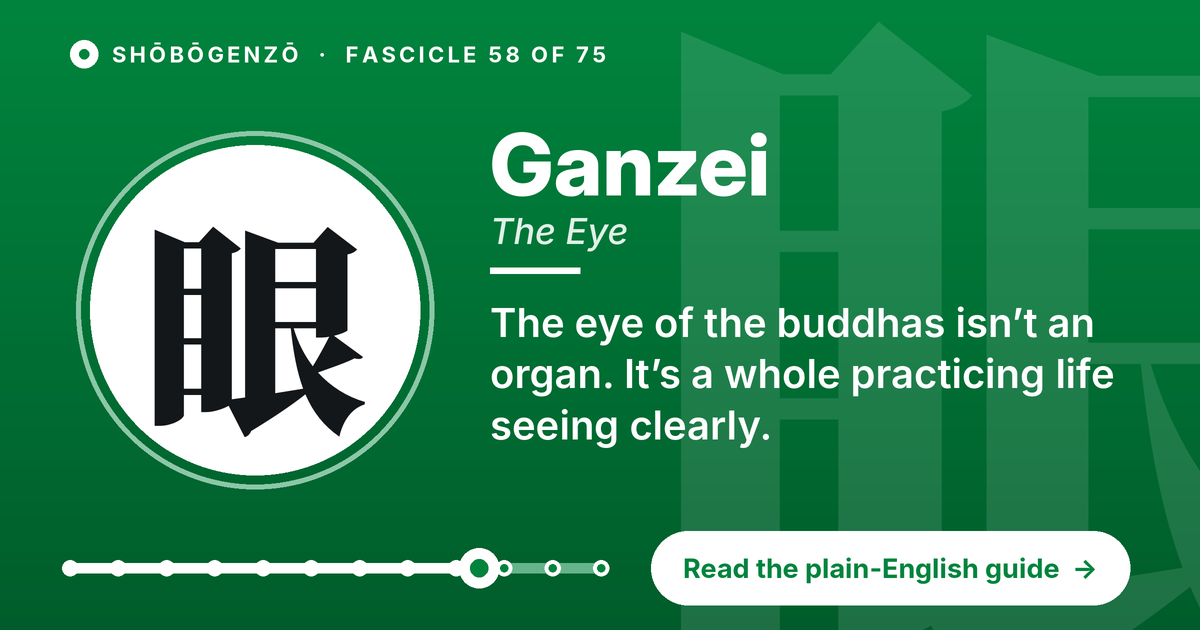 SHŌBŌGENZŌ · FASCICLE 58 OF 75
眼
Ganzei
The Eye
The eye of the buddhas isn’t an
organ. It’s a whole practicing life
seeing clearly.
Read the plain-English guide →